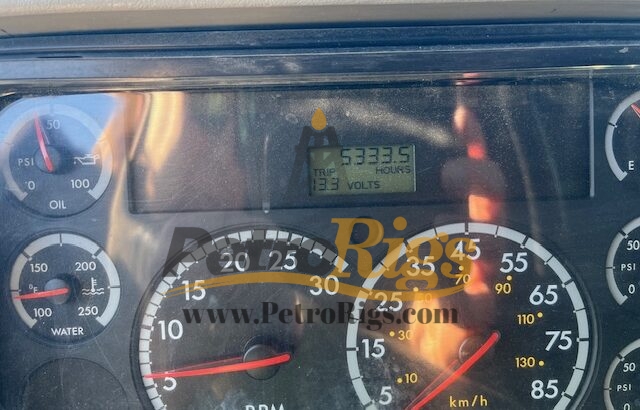 50
PSI
0
100
OIL
5333.5
TRIP HOURS
13.3 VOLTS
E
PetroRigs
www.PetroRigs.com
150 200
°F
100 250
WATER
5 10 15 20 25 30
RPM
5 15 25 35 45 55 65 75 85
10 30 50 70 90 110 130
km/h
50
PSI
0
50
PSI